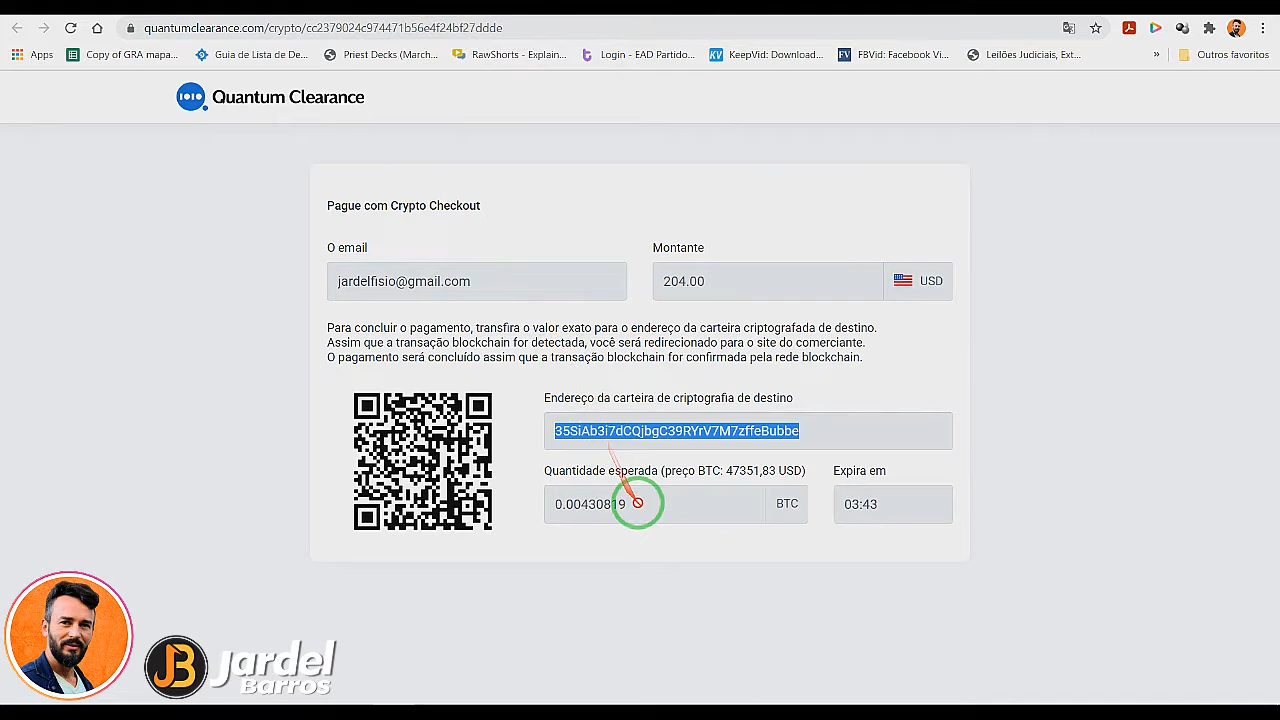 quantumclearance.com/crypto/cc2379024c974471b56e4f24bf27ddde
Apps
Copy of GRA mapa...
Guia de Lista de De...
Priest Decks (March...
RawShorts - Explain...
Login - EAD Partido...
KeepVid: Download...
FBVid: Facebook Vi...
Leilões Judiciais, Ext...
»
Outros favoritos
Quantum Clearance
Pague com Crypto Checkout
O email
Montante
jardelfisio@gmail.com
204.00
USD
Para concluir o pagamento, transfira o valor exato para o endereço da carteira criptografada de destino.
Assim que a transação blockchain for detectada, você será redirecionado para o site do comerciante.
O pagamento será concluído assim que a transação blockchain for confirmada pela rede blockchain.
Endereço da carteira de criptografia de destino
35SiAb3i7dCQjbgC39RYrV7M7zffeBubbe
Quantidade esperada (preço BTC: 47351,83 USD)
Expira em
0.00430819
BTC
03:43
JB
Jardel
Barros